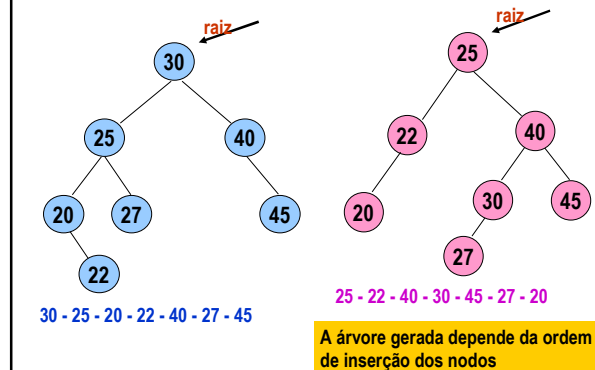 raiz
30
25
40
20
27
45
22
30 - 25 - 20 - 22 - 40 - 27 - 45
raiz
25
22
40
20
30
45
27
25 - 22 - 40 - 30 - 45 - 27 - 20
A árvore gerada depende da ordem
de inserção dos nodos